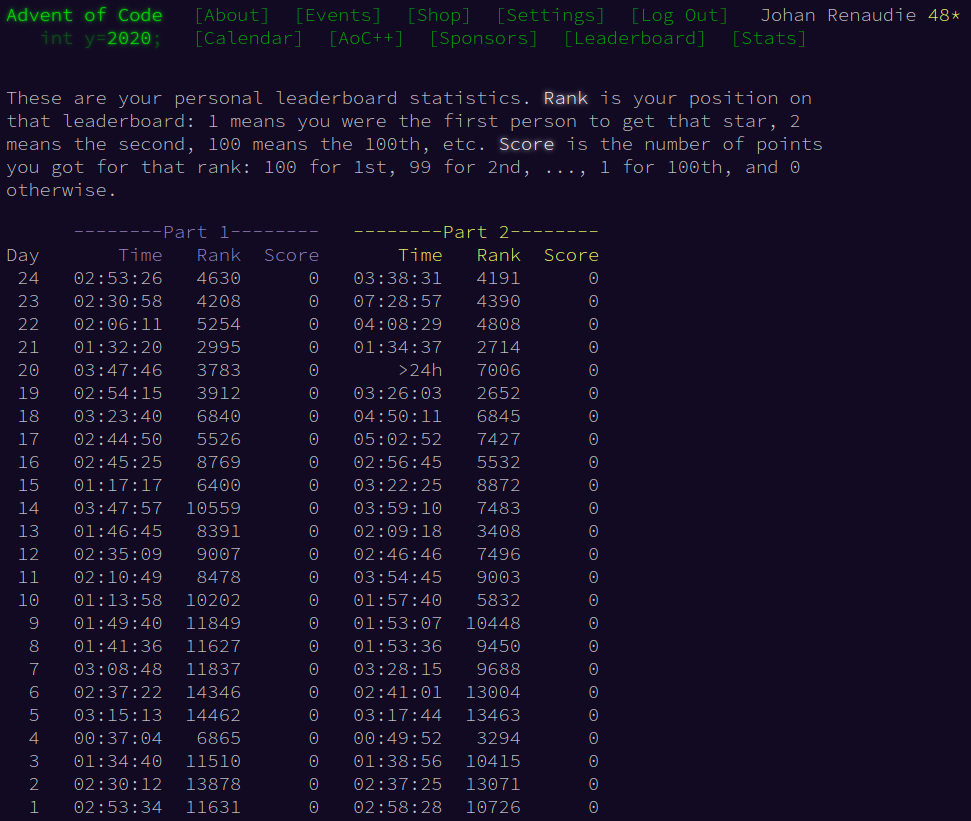 Advent of Code [About] [Events] [Shop] [Settings] [Log Out] Johan Renaudie 48*
int y=2020; [Calendar] [AoC++] [Sponsors] [Leaderboard] [Stats]
These are your personal leaderboard statistics. Rank is your position on
that leaderboard: 1 means you were the first person to get that star, 2
means the second, 100 means the 100th, etc. Score is the number of points
you got for that rank: 100 for 1st, 99 for 2nd, ..., 1 for 100th, and 0
otherwise.
--------Part 1-------- --------Part 2--------
Day Time Rank Score Time Rank Score
24 02:53:26 4630 0 03:38:31 4191 0
23 02:30:58 4208 0 07:28:57 4390 0
22 02:06:11 5254 0 04:08:29 4808 0
21 01:32:20 2995 0 01:34:37 2714 0
20 03:47:46 3783 0 >24h 7006 0
19 02:54:15 3912 0 03:26:03 2652 0
18 03:23:40 6840 0 04:50:11 6845 0
17 02:44:50 5526 0 05:02:52 7427 0
16 02:45:25 8769 0 02:56:45 5532 0
15 01:17:17 6400 0 03:22:25 8872 0
14 03:47:57 10559 0 03:59:10 7483 0
13 01:46:45 8391 0 02:09:18 3408 0
12 02:35:09 9007 0 02:46:46 7496 0
11 02:10:49 8478 0 03:54:45 9003 0
10 01:13:58 10202 0 01:57:40 5832 0
9 01:49:40 11849 0 01:53:07 10448 0
8 01:41:36 11627 0 01:53:36 9450 0
7 03:08:48 11837 0 03:28:15 9688 0
6 02:37:22 14346 0 02:41:01 13004 0
5 03:15:13 14462 0 03:17:44 13463 0
4 00:37:04 6865 0 00:49:52 3294 0
3 01:34:40 11510 0 01:38:56 10415 0
2 02:30:12 13878 0 02:37:25 13071 0
1 02:53:34 11631 0 02:58:28 10726 0